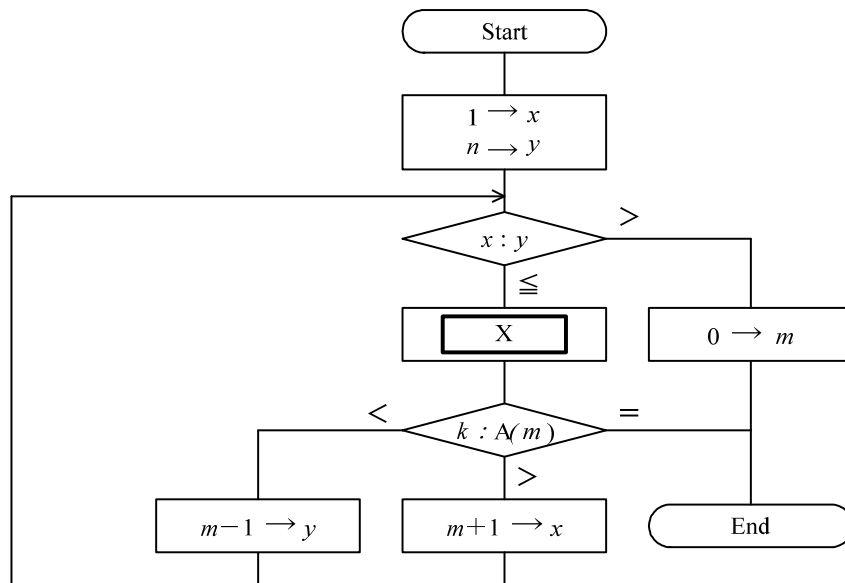 Start
1 → x
n → y
>
x : y
≦
X
0 → m
<
=
k : A(m)
>
m−1 → y
m+1 → x
End